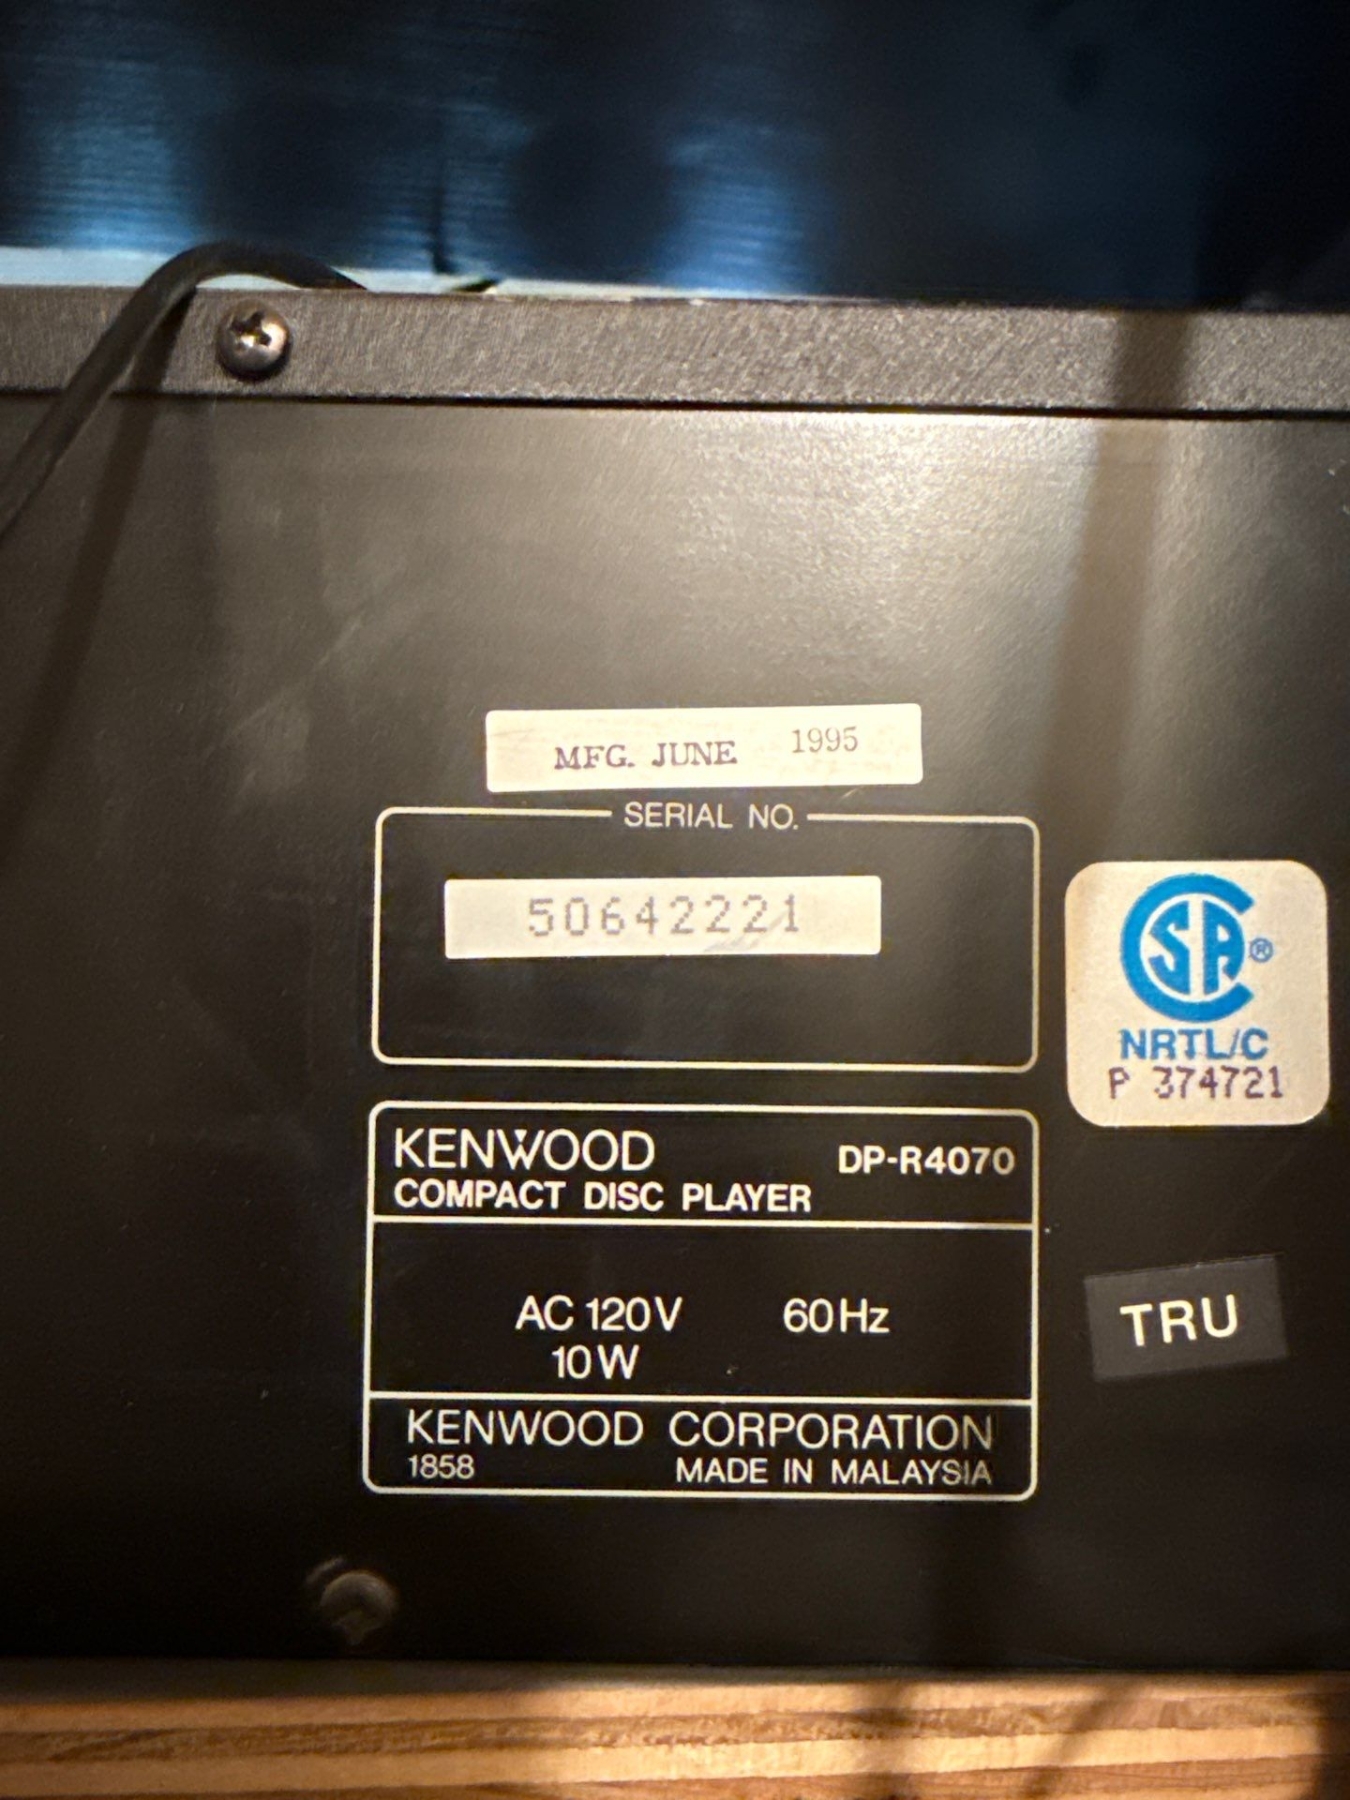 MFG. JUNE 1995
SERIAL NO.
50642221
CSA®
NRTL/C
P 374721
KENWOOD DP-R4070
COMPACT DISC PLAYER
AC 120V 60Hz
10W
TRU
KENWOOD CORPORATION
1858 MADE IN MALAYSIA